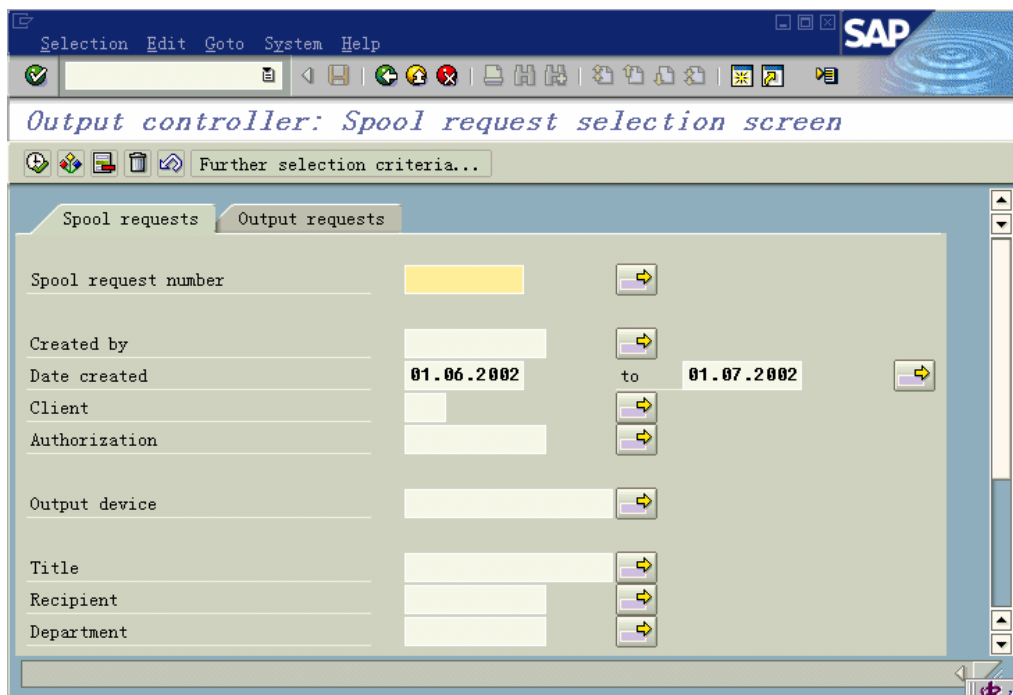 SAP
Selection Edit Goto System Help
Output controller: Spool request selection screen
Further selection criteria...
Spool requests Output requests
Spool request number
Created by
Date created 01.06.2002 to 01.07.2002
Client
Authorization
Output device
Title
Recipient
Department
中